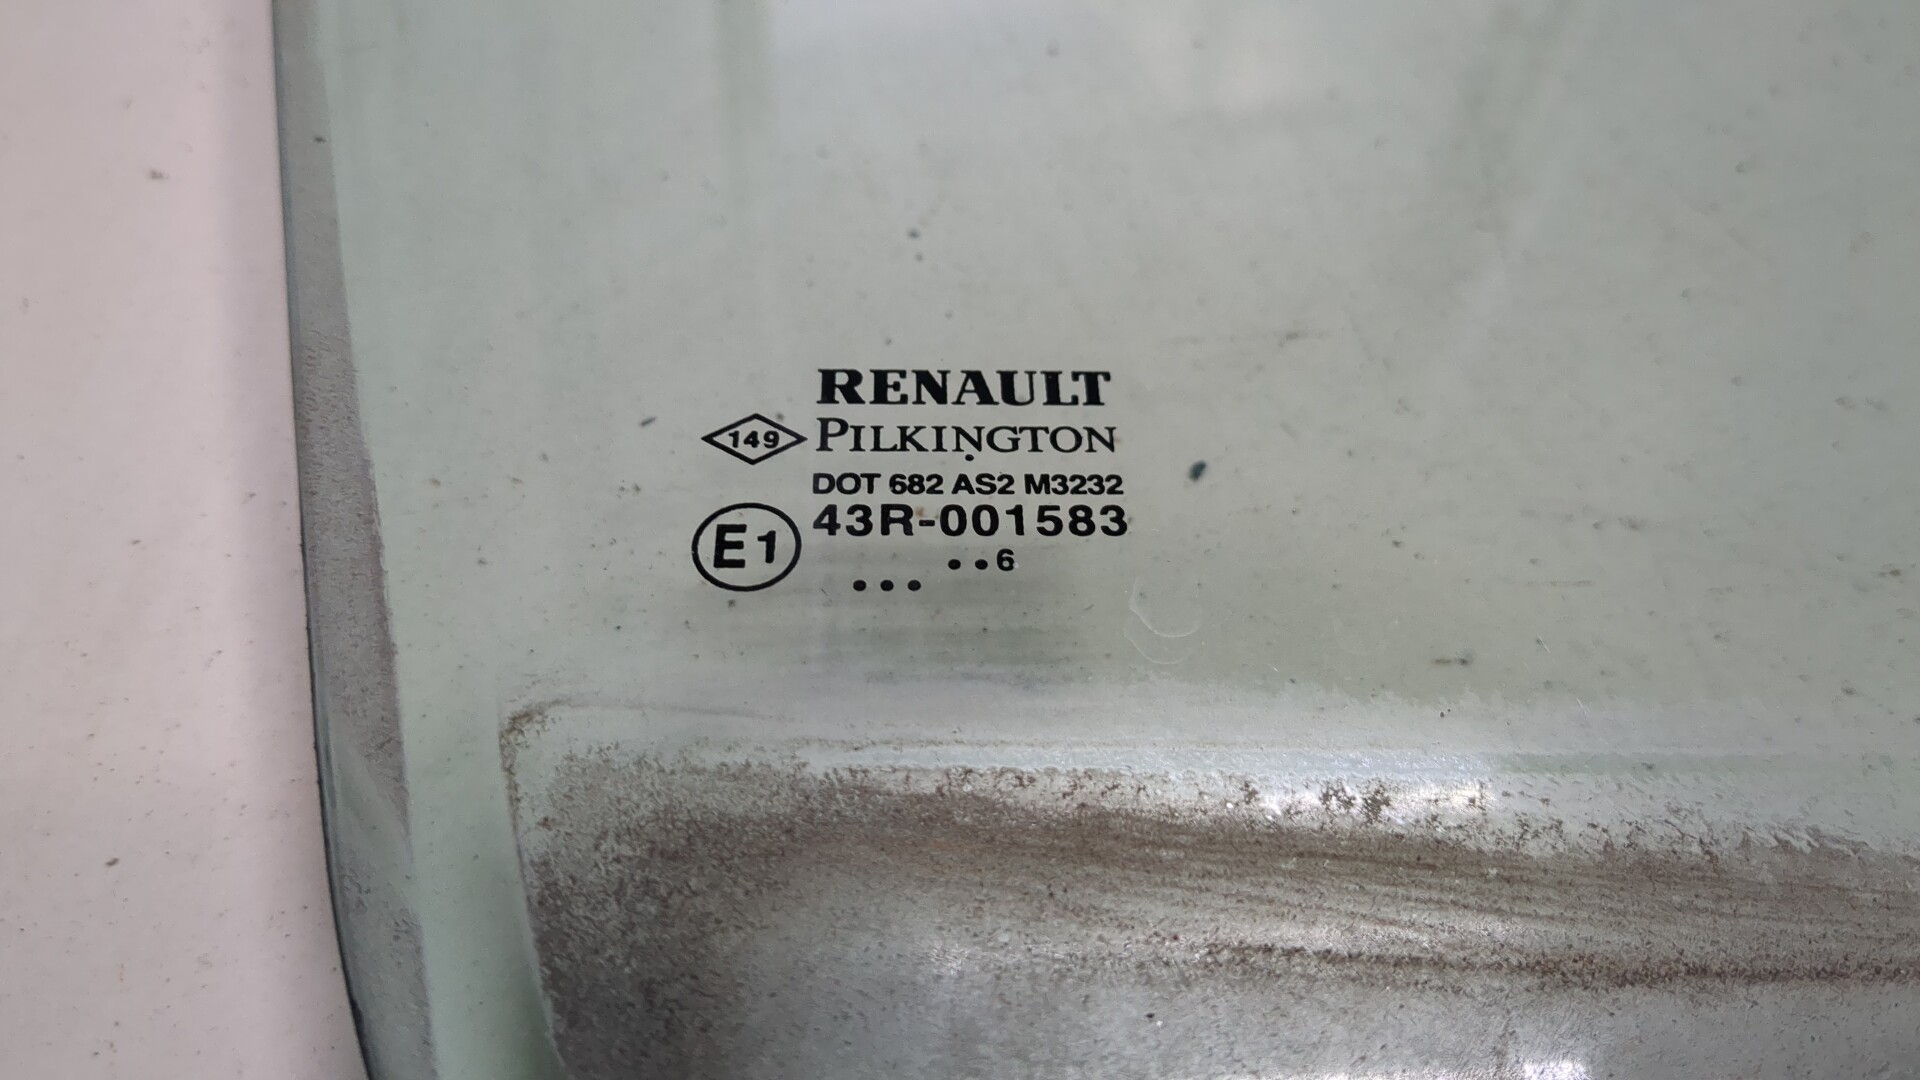 RENAULT
149 PILKINGTON
DOT 682 AS2 M3232
E1 43R-001583
••6
•••